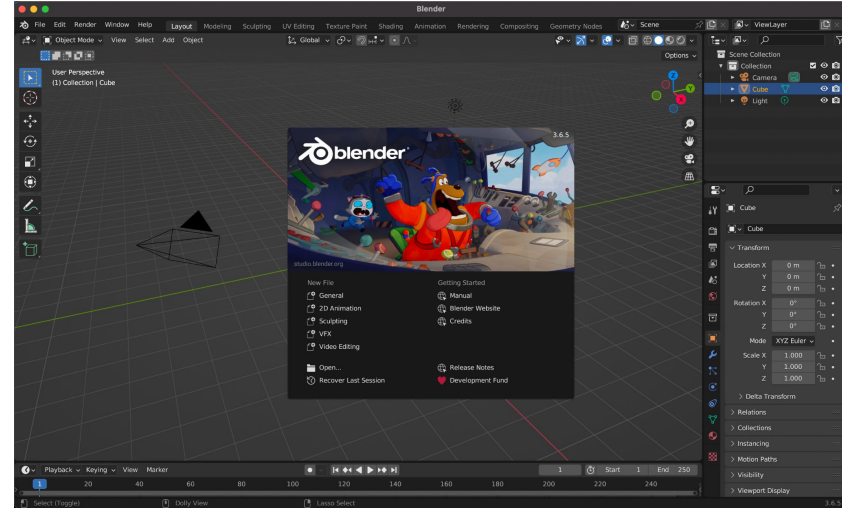 Blender
File Edit Render Window Help Layout Modeling Sculpting UV Editing Texture Paint Shading Animation Rendering Compositing Geometry Nodes Scene ViewLayer
Object Mode View Select Add Object Global
Options
User Perspective
(1) Collection | Cube
Scene Collection
Collection
Camera
Cube
Light
X
Y
Z
3.6.5
blender
studio.blender.org
New File
General
2D Animation
Sculpting
VFX
Video Editing
Open...
Recover Last Session
Getting Started
Manual
Blender Website
Credits
Release Notes
Development Fund
Cube
Cube
Transform
Location X 0 m
Y 0 m
Z 0 m
Rotation X 0°
Y 0°
Z 0°
Mode XYZ Euler
Scale X 1.000
Y 1.000
Z 1.000
Delta Transform
Relations
Collections
Instancing
Motion Paths
Visibility
Viewport Display
Playback Keying View Marker 1 Start 1 End 250
1 20 40 60 80 100 120 140 160 180 200 220 240
Select (Toggle) Dolly View Lasso Select 3.6.5